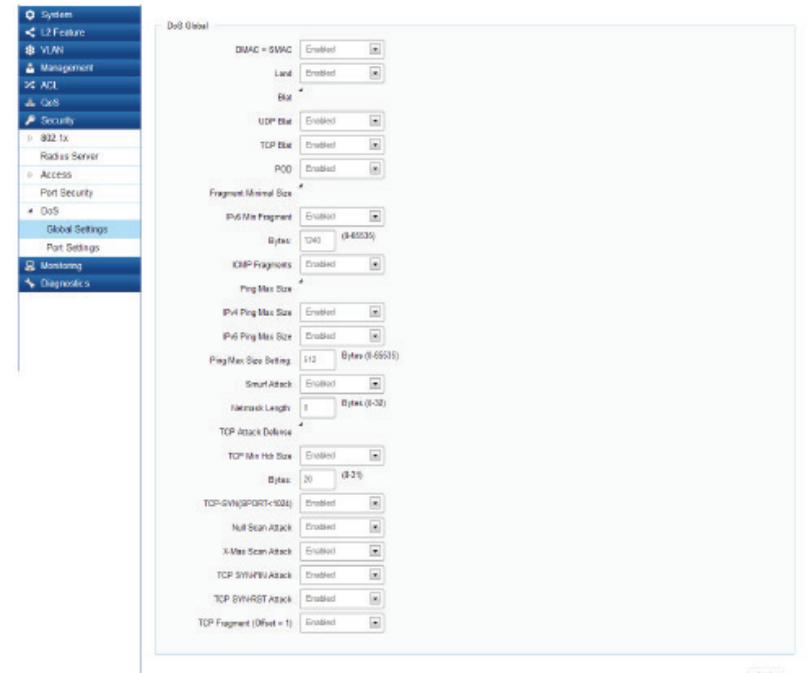 System
L2 Feature
VLAN
Management
ACL
QoS
Security
802.1x
Radius Server
Access
Port Security
DoS
Global Settings
Port Settings
Monitoring
Diagnostics
DoS Global
DMAC = SMAC Enabled
Land Enabled
Blat
UDP Blat Enabled
TCP Blat Enabled
POD Enabled
Fragment Minimal Size
IPv6 Min Fragment Enabled
Bytes: 1240 (0-65535)
ICMP Fragments Enabled
Ping Max Size
IPv4 Ping Max Size Enabled
IPv6 Ping Max Size Enabled
Ping Max Size Setting: 512 Bytes (0-65535)
Smurf Attack Enabled
Netmask Length: Bytes (0-32)
TCP Attack Defense
TCP Min Hdr Size Enabled
Bytes: 20 (0-31)
TCP-SYN(SPORT<1024) Enabled
Null Scan Attack Enabled
X-Mas Scan Attack Enabled
TCP SYN-FIN Attack Enabled
TCP SYN-RST Attack Enabled
TCP Fragment (Offset = 1) Enabled